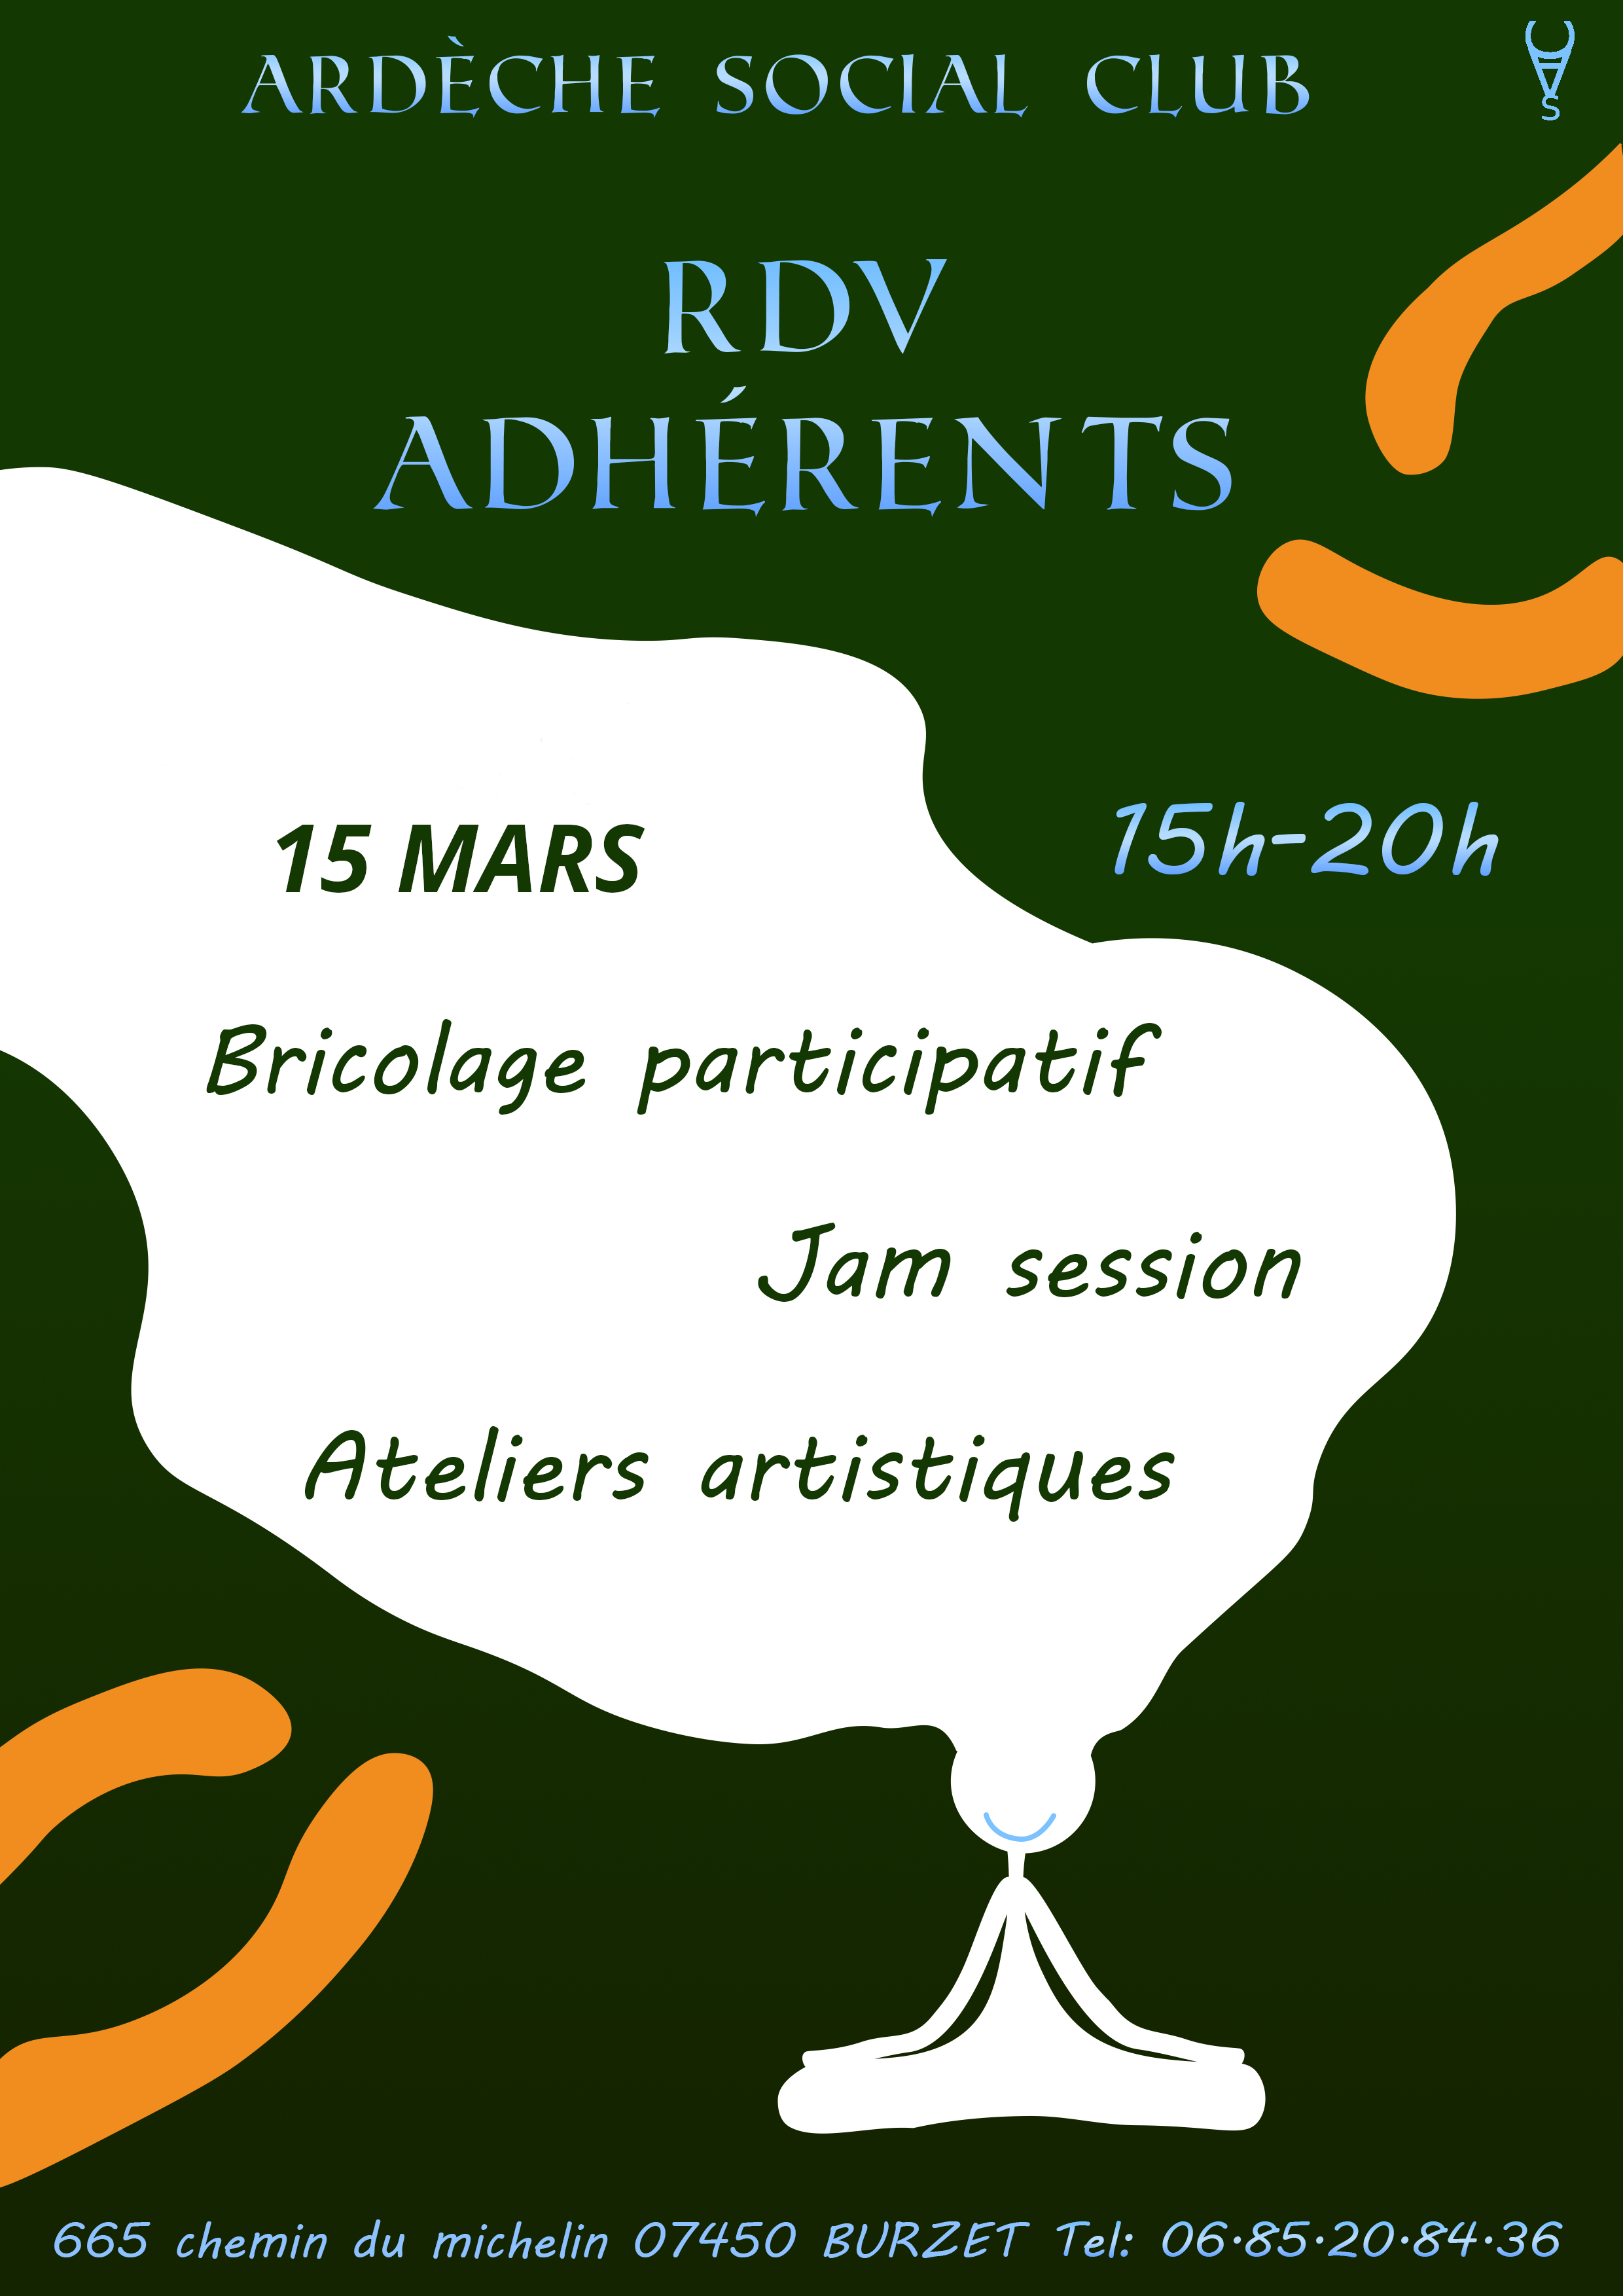 ARDÈCHE SOCIAL CLUB
RDV
ADHÉRENTS
15 MARS
15h-20h
Bricolage participatif
Jam session
Ateliers artistiques
665 chemin du michelin 07450 BURZET Tel: 06·85·20·84·36